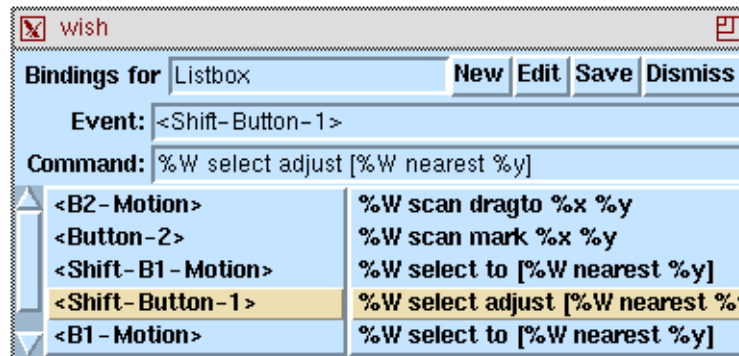 wish
Bindings for Listbox New Edit Save Dismiss
Event: <Shift-Button-1>
Command: %W select adjust [%W nearest %y]
<B2-Motion> %W scan dragto %x %y
<Button-2> %W scan mark %x %y
<Shift-B1-Motion> %W select to [%W nearest %y]
<Shift-Button-1> %W select adjust [%W nearest %
<B1-Motion> %W select to [%W nearest %y]